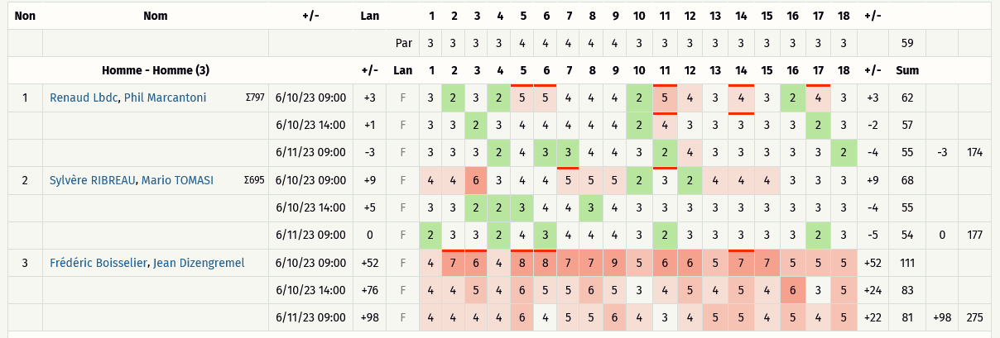 Non Nom +/- Lan 1 2 3 4 5 6 7 8 9 10 11 12 13 14 15 16 17 18 +/-
Par 3 3 3 3 4 4 4 4 4 3 3 3 3 3 3 3 3 3 59
Homme - Homme (3) +/- Lan 1 2 3 4 5 6 7 8 9 10 11 12 13 14 15 16 17 18 +/- Sum
1 Renaud Lbdc, Phil Marcantoni Σ797 6/10/23 09:00 +3 F 3 2 3 2 5 5 4 4 4 2 5 4 3 4 3 2 4 3 +3 62
6/10/23 14:00 +1 F 3 3 2 3 4 4 4 4 4 2 4 3 3 3 3 3 2 3 -2 57
6/11/23 09:00 -3 F 3 3 3 2 4 3 3 4 4 3 2 4 3 3 3 3 3 2 -4 55 -3 174
2 Sylvère RIBREAU, Mario TOMASI Σ695 6/10/23 09:00 +9 F 4 4 6 3 4 4 5 5 5 2 3 2 4 4 4 3 3 3 +9 68
6/10/23 14:00 +5 F 3 3 2 2 3 4 4 3 4 3 3 3 3 3 3 3 3 3 -4 55
6/11/23 09:00 0 F 2 3 3 2 4 3 4 4 4 3 2 3 3 3 3 3 2 3 -5 54 0 177
3 Frédéric Boisselier, Jean Dizengremel 6/10/23 09:00 +52 F 4 7 6 4 8 8 7 7 9 5 6 6 5 7 7 5 5 5 +52 111
6/10/23 14:00 +76 F 4 4 5 4 6 5 5 6 5 3 4 5 4 5 4 6 3 5 +24 83
6/11/23 09:00 +98 F 4 4 4 4 6 4 5 5 6 4 3 4 5 5 4 5 4 5 +22 81 +98 275